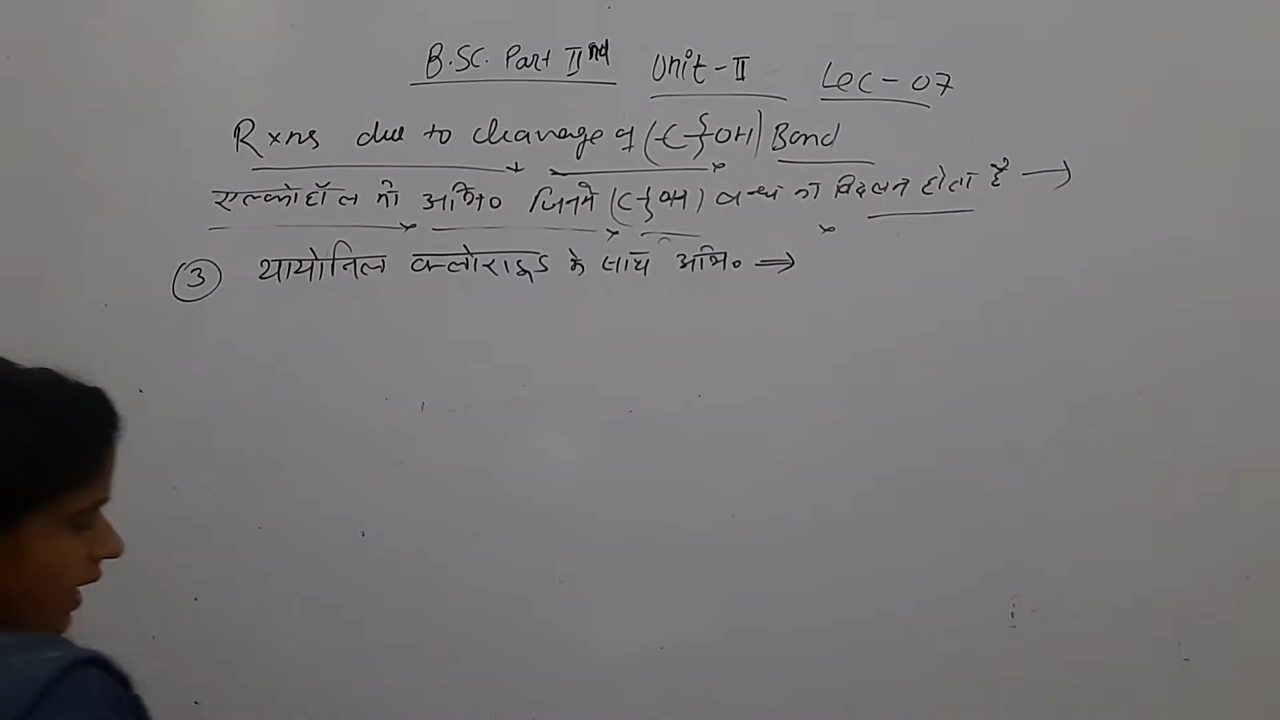 B.SC. Part IInd Unit-II Lec-07
Rxns due to cleavage of (-C}OH) Bond
एल्कोहॉल की अभि० जिनमें (C-}OH) बन्ध का विदलन होता है →
③ थायोनिल क्लोराइड के साथ अभि० ⇒